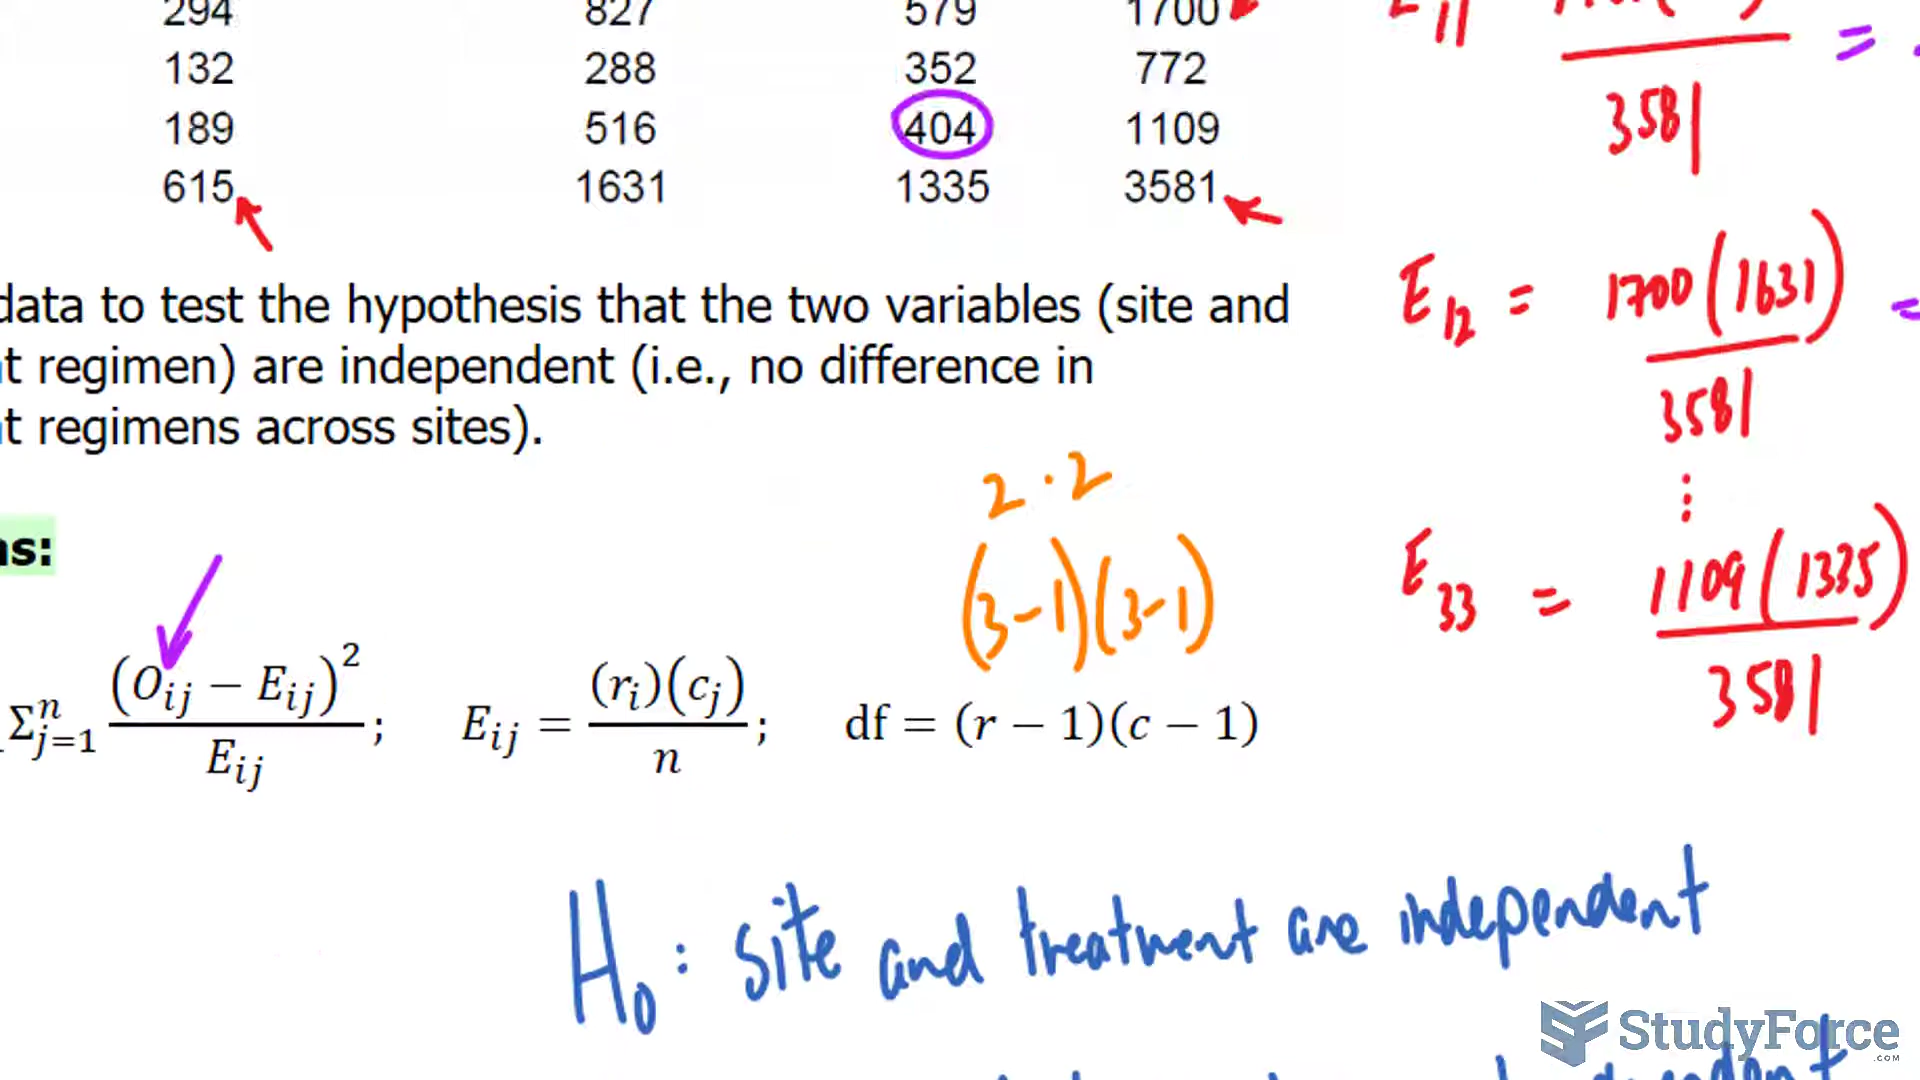 294 827 579 1700
132 288 352 772
189 516 404 1109
615 1631 1335 3581
data to test the hypothesis that the two variables (site and
t regimen) are independent (i.e., no difference in
t regimens across sites).
s:
2 · 2
(3-1)(3-1)
Σⁿⱼ₌₁ (Oᵢⱼ − Eᵢⱼ)² / Eᵢⱼ ; Eᵢⱼ = (rᵢ)(cⱼ) / n ; df = (r − 1)(c − 1)
11
3581 =
E₁₂ = 1700(1631) / 3581 =
⋮
E₃₃ = 1109(1335) / 3581
H₀ : site and treatment are independent
StudyForce
.COM